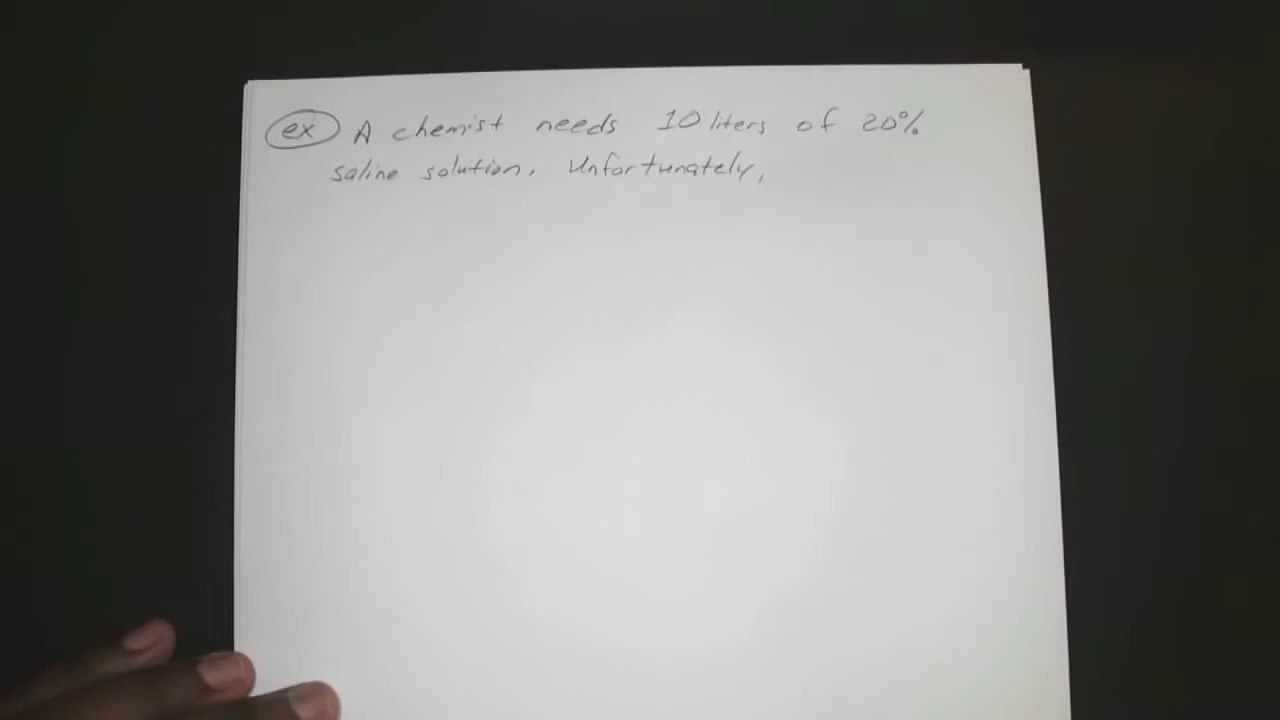 ex A chemist needs 10 liters of 20%
saline solution. Unfortunately,